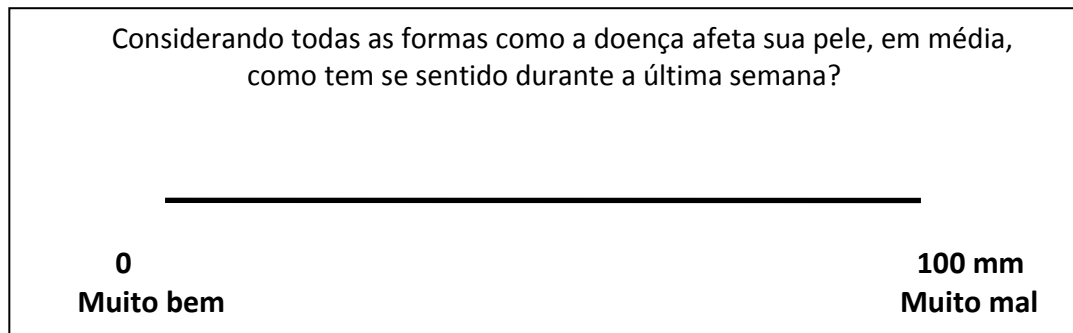 Considerando todas as formas como a doença afeta sua pele, em média,
como tem se sentido durante a última semana?
0 100 mm
Muito bem Muito mal